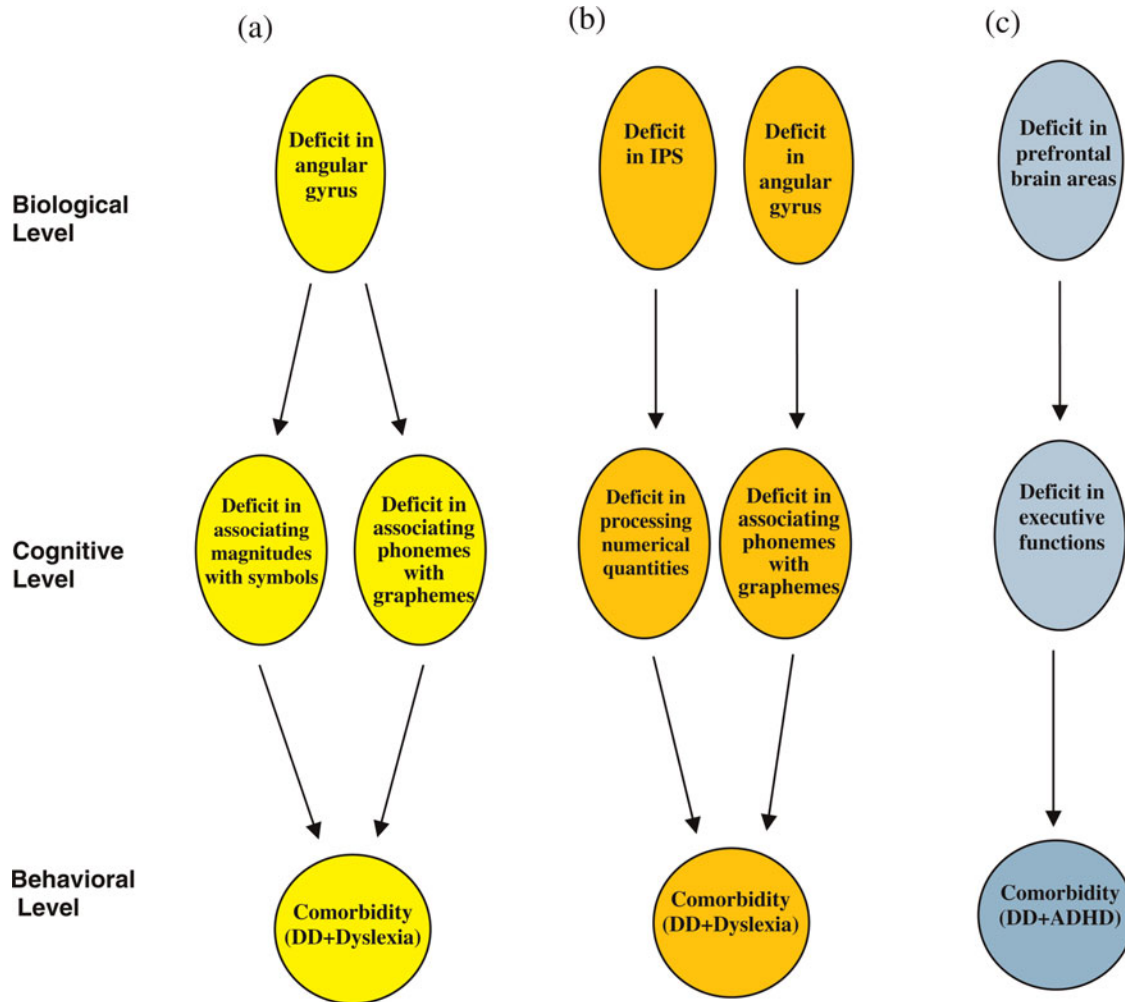 (a)
(b)
(c)
Biological
Level
Deficit in
angular
gyrus
Deficit
in IPS
Deficit
in
angular
gyrus
Deficit in
prefrontal
brain areas
Cognitive
Level
Deficit in
associating
magnitudes
with symbols
Deficit in
associating
phonemes
with
graphemes
Deficit in
processing
numerical
quantities
Deficit in
associating
phonemes
with
graphemes
Deficit in
executive
functions
Behavioral
Level
Comorbidity
(DD+Dyslexia)
Comorbidity
(DD+Dyslexia)
Comorbidity
(DD+ADHD)